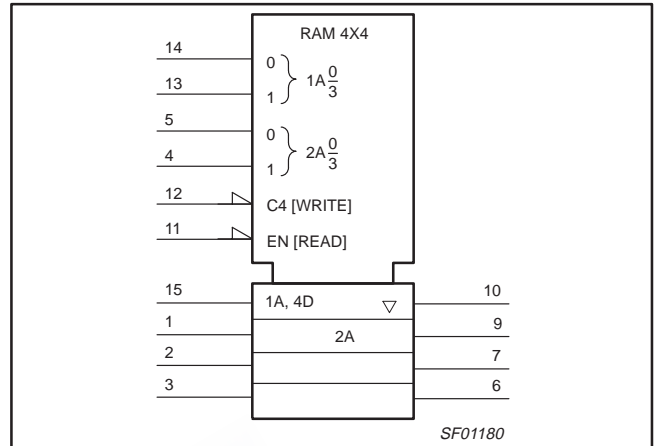 RAM 4X4
14
0
13
1
1A 0/3
5
0
4
1
2A 0/3
12
C4 [WRITE]
11
EN [READ]
15
1A, 4D
▽
10
1
2A
9
2
7
3
6
SF01180